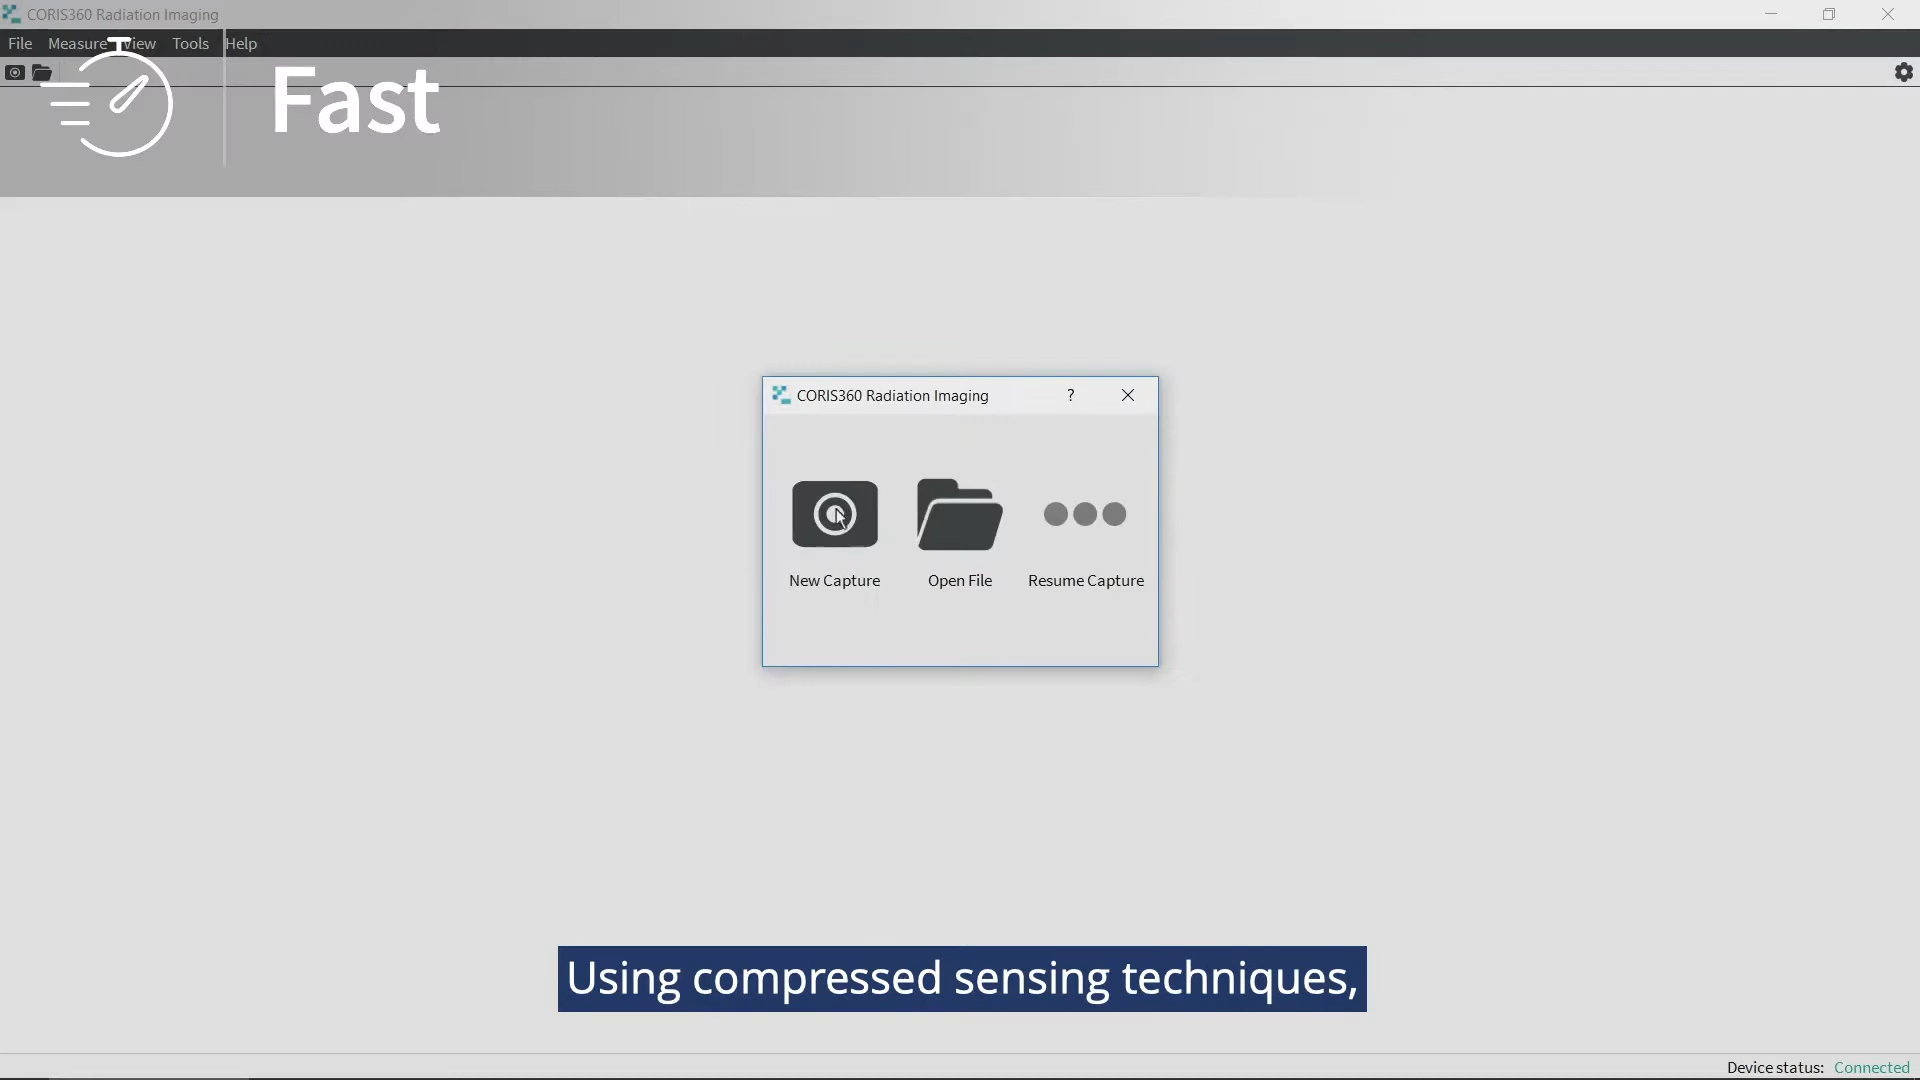 CORIS360 Radiation Imaging
File Measure View Tools Help
Fast
CORIS360 Radiation Imaging ?
New Capture Open File Resume Capture
Using compressed sensing techniques,
Device status: Connected